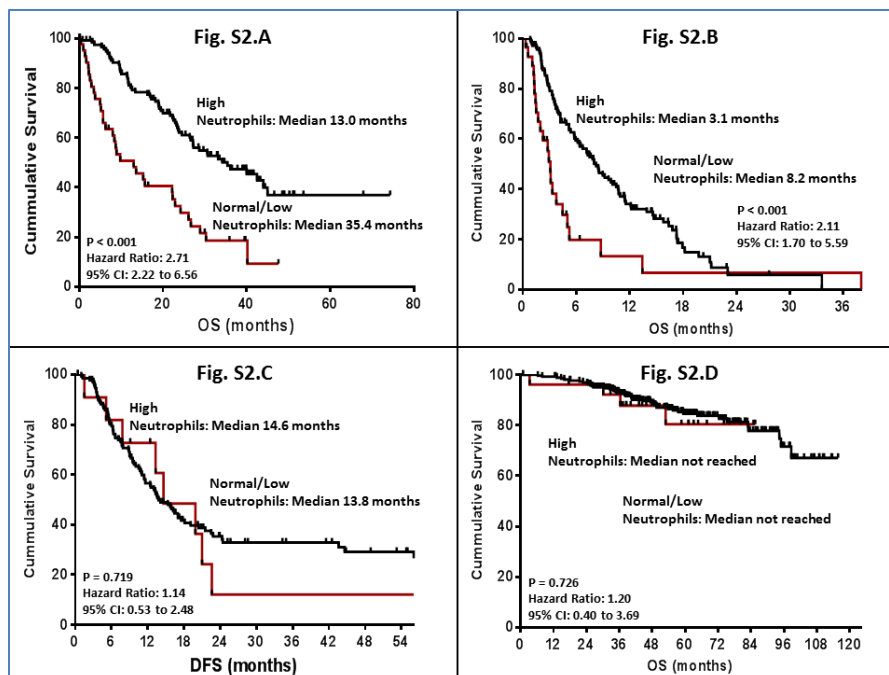 Fig. S2.A
Cummulative Survival
100
80
60
40
20
0
High
Neutrophils: Median 13.0 months
Normal/Low
Neutrophils: Median 35.4 months
P < 0.001
Hazard Ratio: 2.71
95% CI: 2.22 to 6.56
0 20 40 60 80
OS (months)
Fig. S2.B
Cummulative Survival
100
80
60
40
20
0
High
Neutrophils: Median 3.1 months
Normal/Low
Neutrophils: Median 8.2 months
P < 0.001
Hazard Ratio: 2.11
95% CI: 1.70 to 5.59
0 6 12 18 24 30 36
OS (months)
Fig. S2.C
Cummulative Survival
100
80
60
40
20
0
High
Neutrophils: Median 14.6 months
Normal/Low
Neutrophils: Median 13.8 months
P = 0.719
Hazard Ratio: 1.14
95% CI: 0.53 to 2.48
0 6 12 18 24 30 36 42 48 54
DFS (months)
Fig. S2.D
Cummulative Survival
100
80
60
40
20
0
High
Neutrophils: Median not reached
Normal/Low
Neutrophils: Median not reached
P = 0.726
Hazard Ratio: 1.20
95% CI: 0.40 to 3.69
0 12 24 36 48 60 72 84 96 108 120
OS (months)